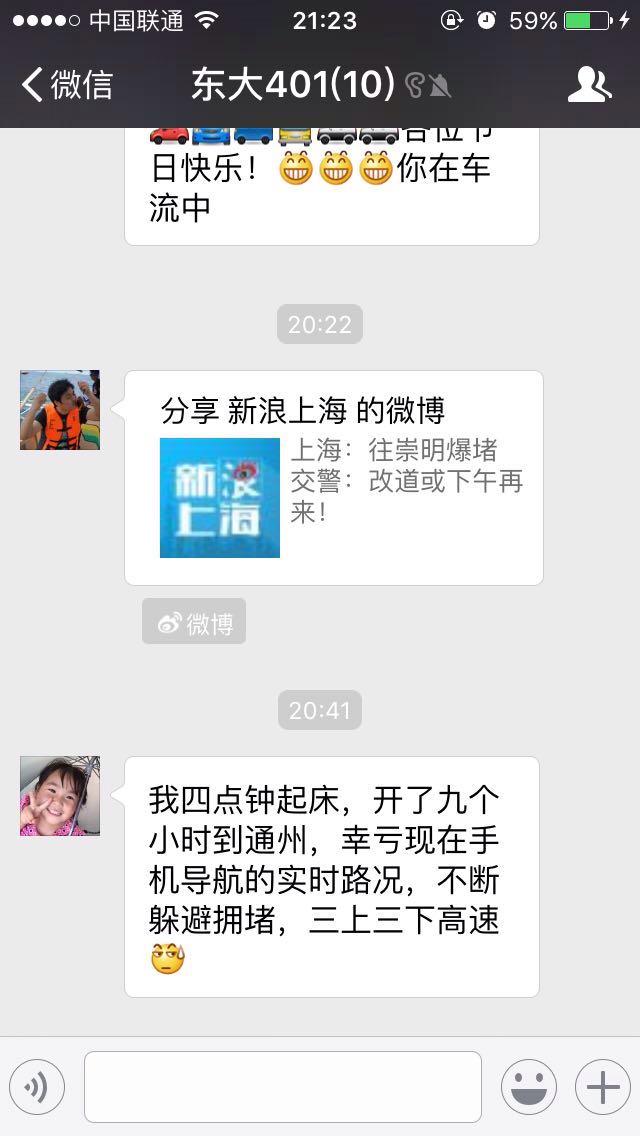 中国联通
21:23
59%
微信
东大401(10)
各位节
日快乐！😁😁😁你在车
流中
20:22
分享 新浪上海 的微博
新浪
上海
上海：往崇明爆堵
交警：改道或下午再
来！
微博
20:41
我四点钟起床，开了九个
小时到通州，幸亏现在手
机导航的实时路况，不断
躲避拥堵，三上三下高速